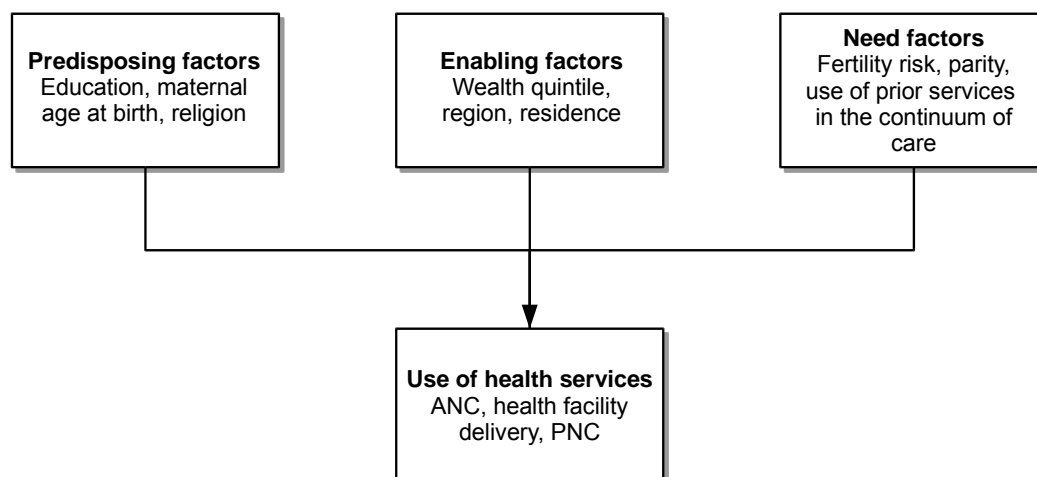 Predisposing factors
Education, maternal
age at birth, religion
Enabling factors
Wealth quintile,
region, residence
Need factors
Fertility risk, parity,
use of prior services
in the continuum of
care
Use of health services
ANC, health facility
delivery, PNC